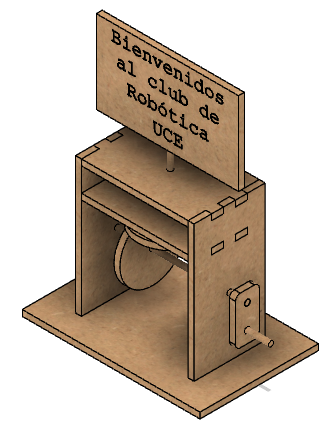 Bienvenidos
al club de
Robótica
UCE